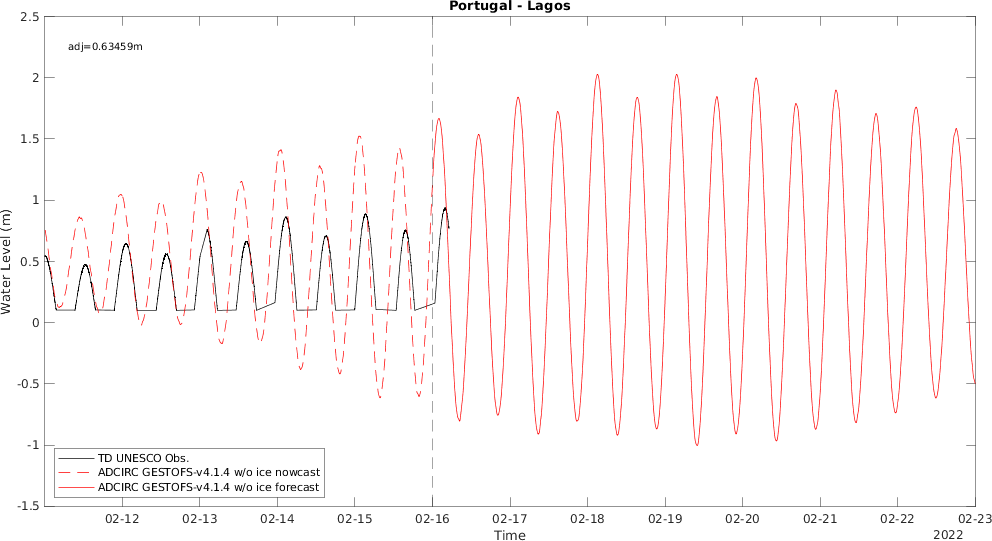 Portugal - Lagos
adj=0.63459m
2.5
2
1.5
1
0.5
0
-0.5
-1
-1.5
Water Level (m)
TD UNESCO Obs.
ADCIRC GESTOFS-v4.1.4 w/o ice nowcast
ADCIRC GESTOFS-v4.1.4 w/o ice forecast
02-12 02-13 02-14 02-15 02-16 02-17 02-18 02-19 02-20 02-21 02-22 02-23
Time
2022